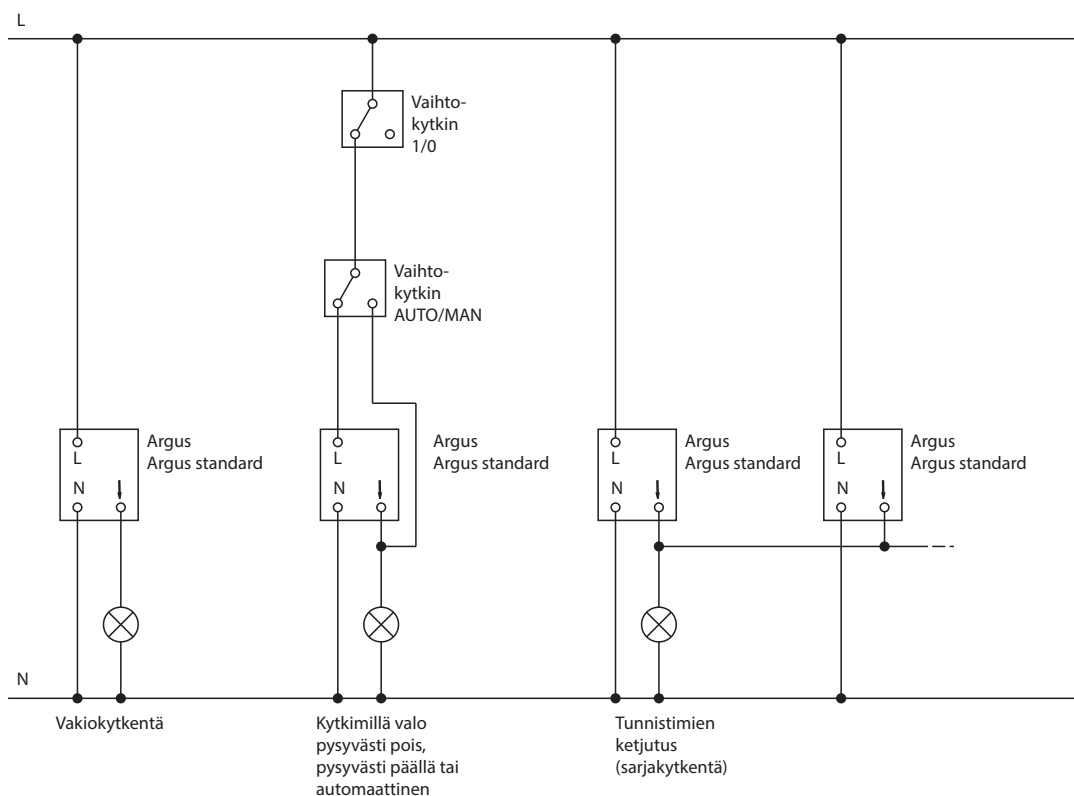 L
Vaihto-
kytkin
1/0
Vaihto-
kytkin
AUTO/MAN
Argus
Argus standard
L
N
Argus
Argus standard
L
N
Argus
Argus standard
L
N
Argus
Argus standard
L
N
N
Vakiokytkentä
Kytkimillä valo
pysyvästi pois,
pysyvästi päällä tai
automaattinen
Tunnistimien
ketjutus
(sarjakytkentä)